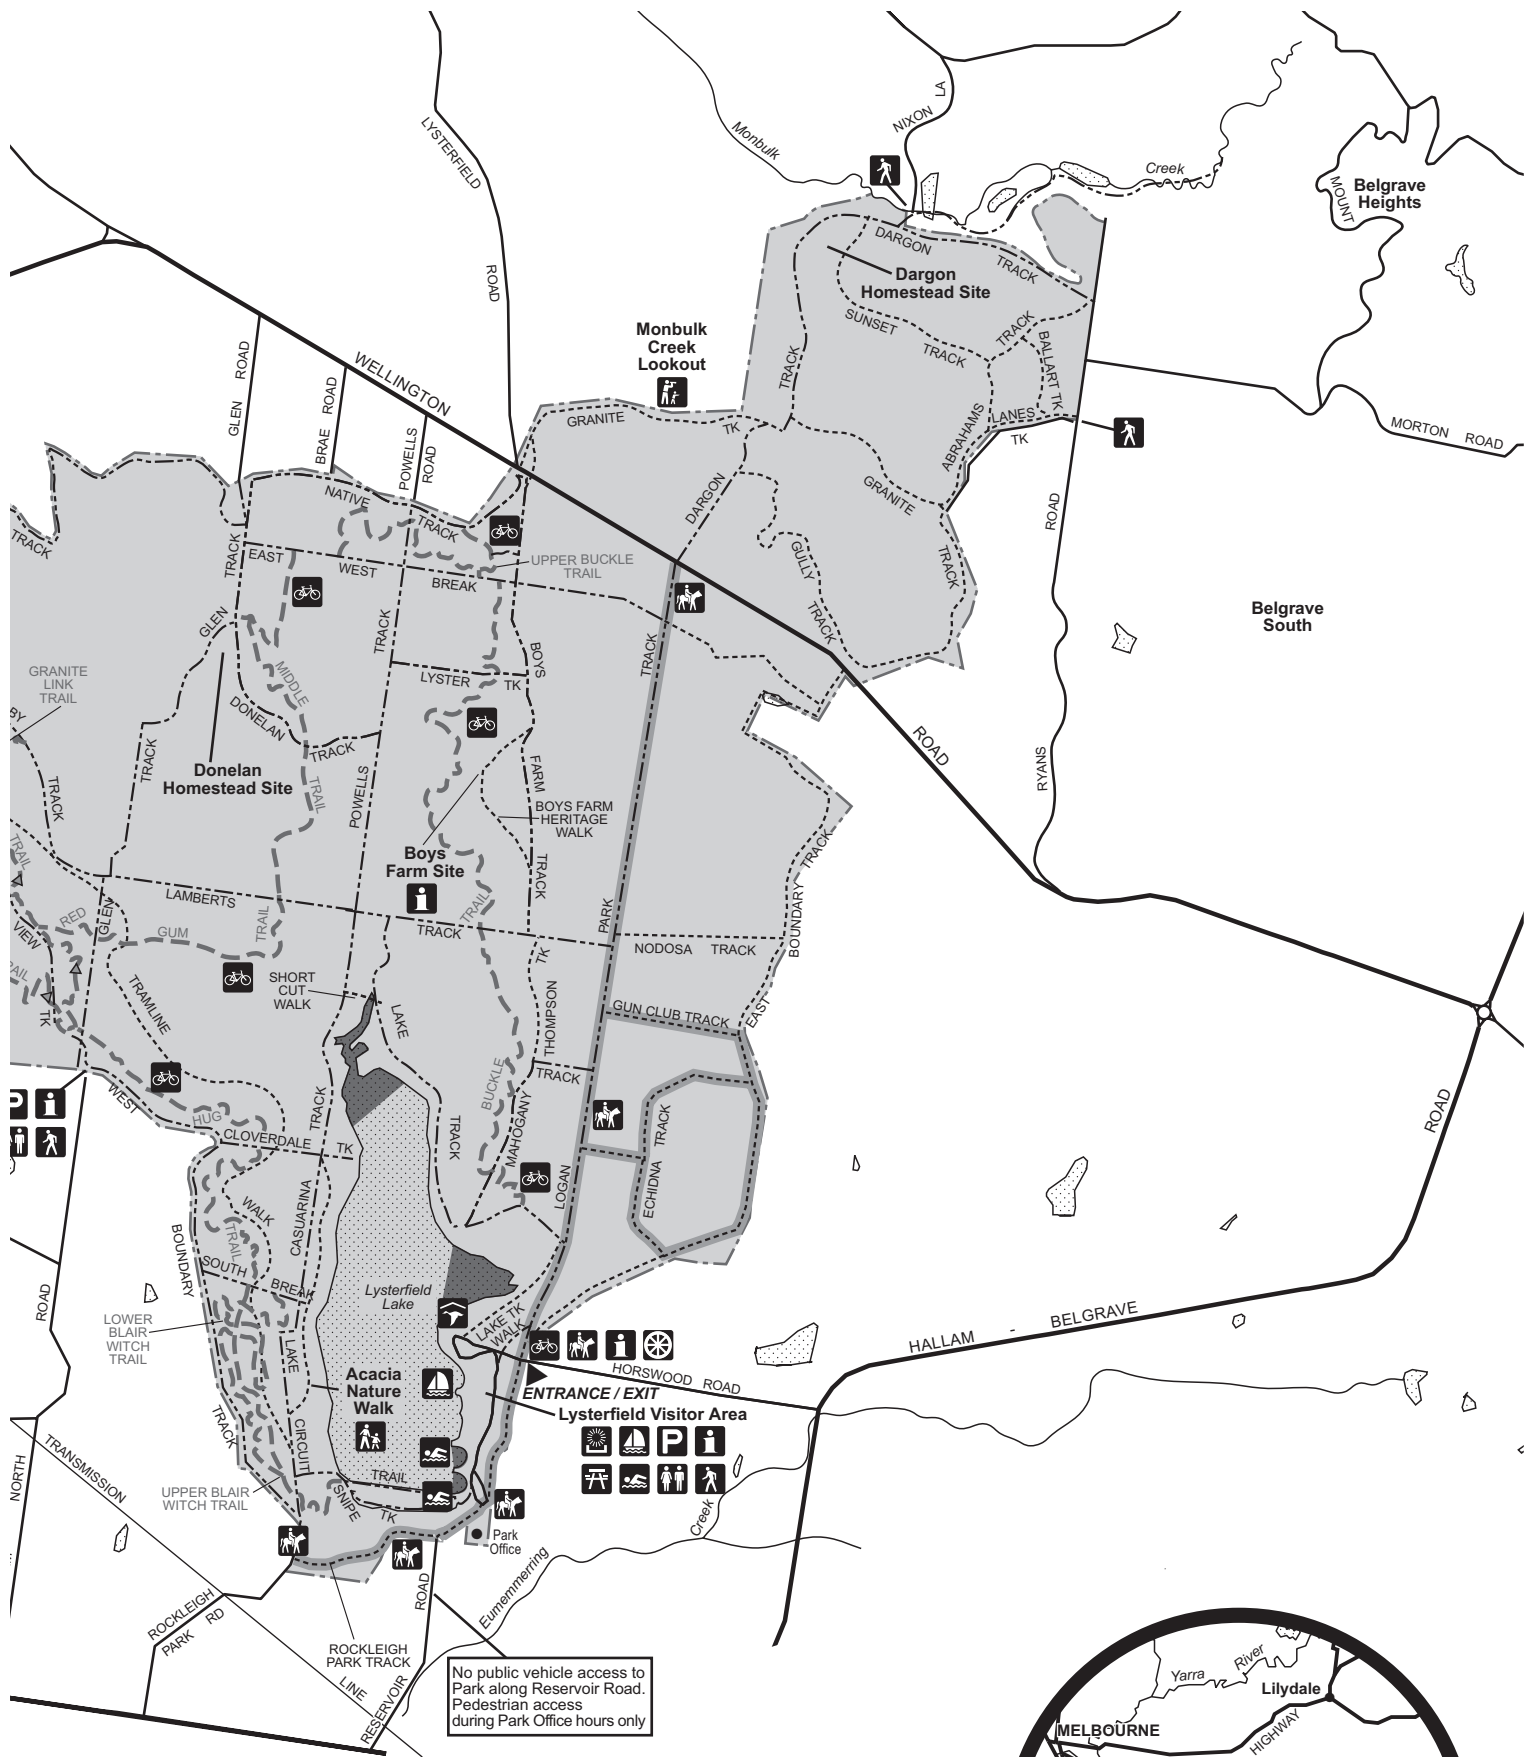 LYSTERFIELD
ROAD
Monbulk
Creek
NIXON LA
MOUNT
Belgrave
Heights
DARGON
TRACK
Dargon
Homestead Site
SUNSET
TRACK
TRACK
BALLART TK
TRACK
ABRAHAMS
LANES
TK
MORTON ROAD
Monbulk
Creek
Lookout
WELLINGTON
GLEN ROAD
BRAE ROAD
POWELLS
ROAD
GRANITE
TK
DARGON
GRANITE
TRACK
GULLY
TRACK
ROAD
RYANS
Belgrave
South
ROAD
TRACK
NATIVE
TRACK
TRACK
EAST
WEST
BREAK
UPPER BUCKLE
TRAIL
GLEN
TRACK
TRACK
BOYS
LYSTER TK
GRANITE
LINK
TRAIL
BY
TRACK
TRACK
MIDDLE
TRAIL
DONELAN
TRACK
Donelan
Homestead Site
POWELLS
FARM
BOYS FARM
HERITAGE
WALK
Boys
Farm Site
i
TRACK
TRAIL
TRACK
BOUNDARY
TRAIL
LAMBERTS
TRACK
RED
GUM
TRAIL
GLEN
VIEW
TK
AIL
PARK
NODOSA TRACK
EAST
GUN CLUB TRACK
TK
THOMPSON
TRACK
SHORT
CUT
WALK
LAKE
TRACK
TRAMLINE
TRACK
BUCKLE
MAHOGANY
LOGAN
ECHIDNA TRACK
P
i
WEST
HUG
CLOVERDALE TK
WALK
TRAIL
CASUARINA
BOUNDARY
SOUTH
BREAK
Lysterfield
Lake
LAKE TK
WALK
LOWER
BLAIR
WITCH
TRAIL
LAKE
CIRCUIT
Acacia
Nature
Walk
i
HORSWOOD ROAD
ENTRANCE / EXIT
Lysterfield Visitor Area
P
i
HALLAM - BELGRAVE
ROAD
TRACK
TRAIL
SNIPE
TK
UPPER BLAIR
WITCH TRAIL
Park
Office
ROAD
NORTH
TRANSMISSION
LINE
ROCKLEIGH
PARK RD
ROCKLEIGH
PARK TRACK
ROAD
RESERVOIR
Eumemmerring
Creek
No public vehicle access to
Park along Reservoir Road.
Pedestrian access
during Park Office hours only
Yarra
River
Lilydale
MELBOURNE
HIGHWAY